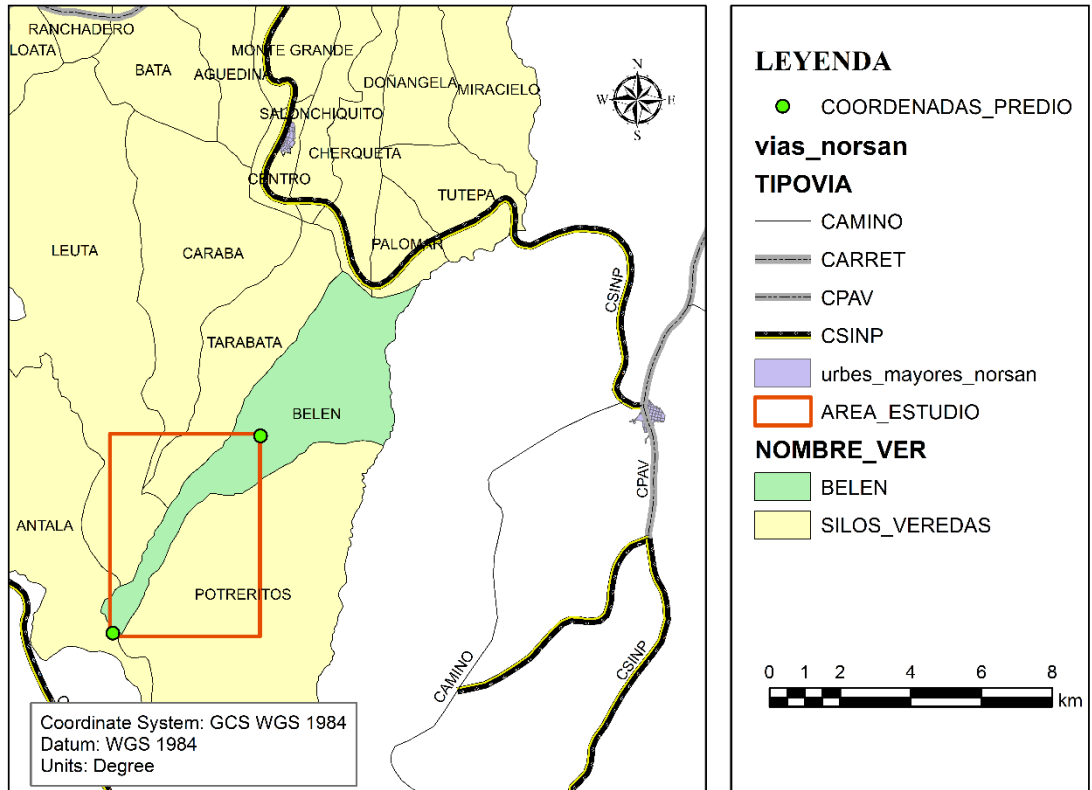 RANCHADERO
LOATA
MONTE GRANDE
BATA
AGUEDINA
DOÑANGELA
MIRACIELO
SALONCHIQUITO
CHERQUETA
CENTRO
TUTEPA
LEUTA
CARABA
PALOMAR
CSINP
TARABATA
BELEN
CPAV
ANTALA
POTRERITOS
CAMINO
CSINP
N
W E
S
Coordinate System: GCS WGS 1984
Datum: WGS 1984
Units: Degree
LEYENDA
COORDENADAS_PREDIO
vias_norsan
TIPOVIA
CAMINO
CARRET
CPAV
CSINP
urbes_mayores_norsan
AREA_ESTUDIO
NOMBRE_VER
BELEN
SILOS_VEREDAS
0 1 2 4 6 8
km